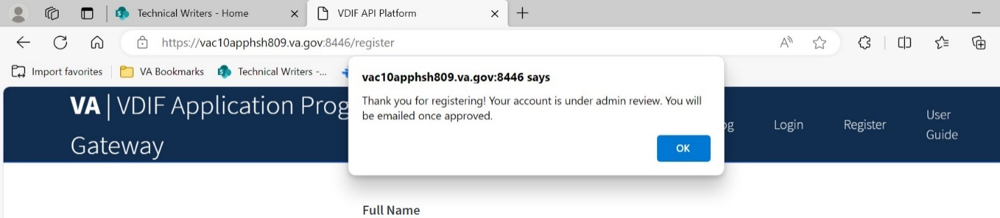 Technical Writers - Home
VDIF API Platform
https://vac10apphsh809.va.gov:8446/register
Import favorites
VA Bookmarks
Technical Writers -...
vac10apphsh809.va.gov:8446 says
Thank you for registering! Your account is under admin review. You will
be emailed once approved.
OK
VA | VDIF Application Prog
Gateway
og
Login
Register
User
Guide
Full Name